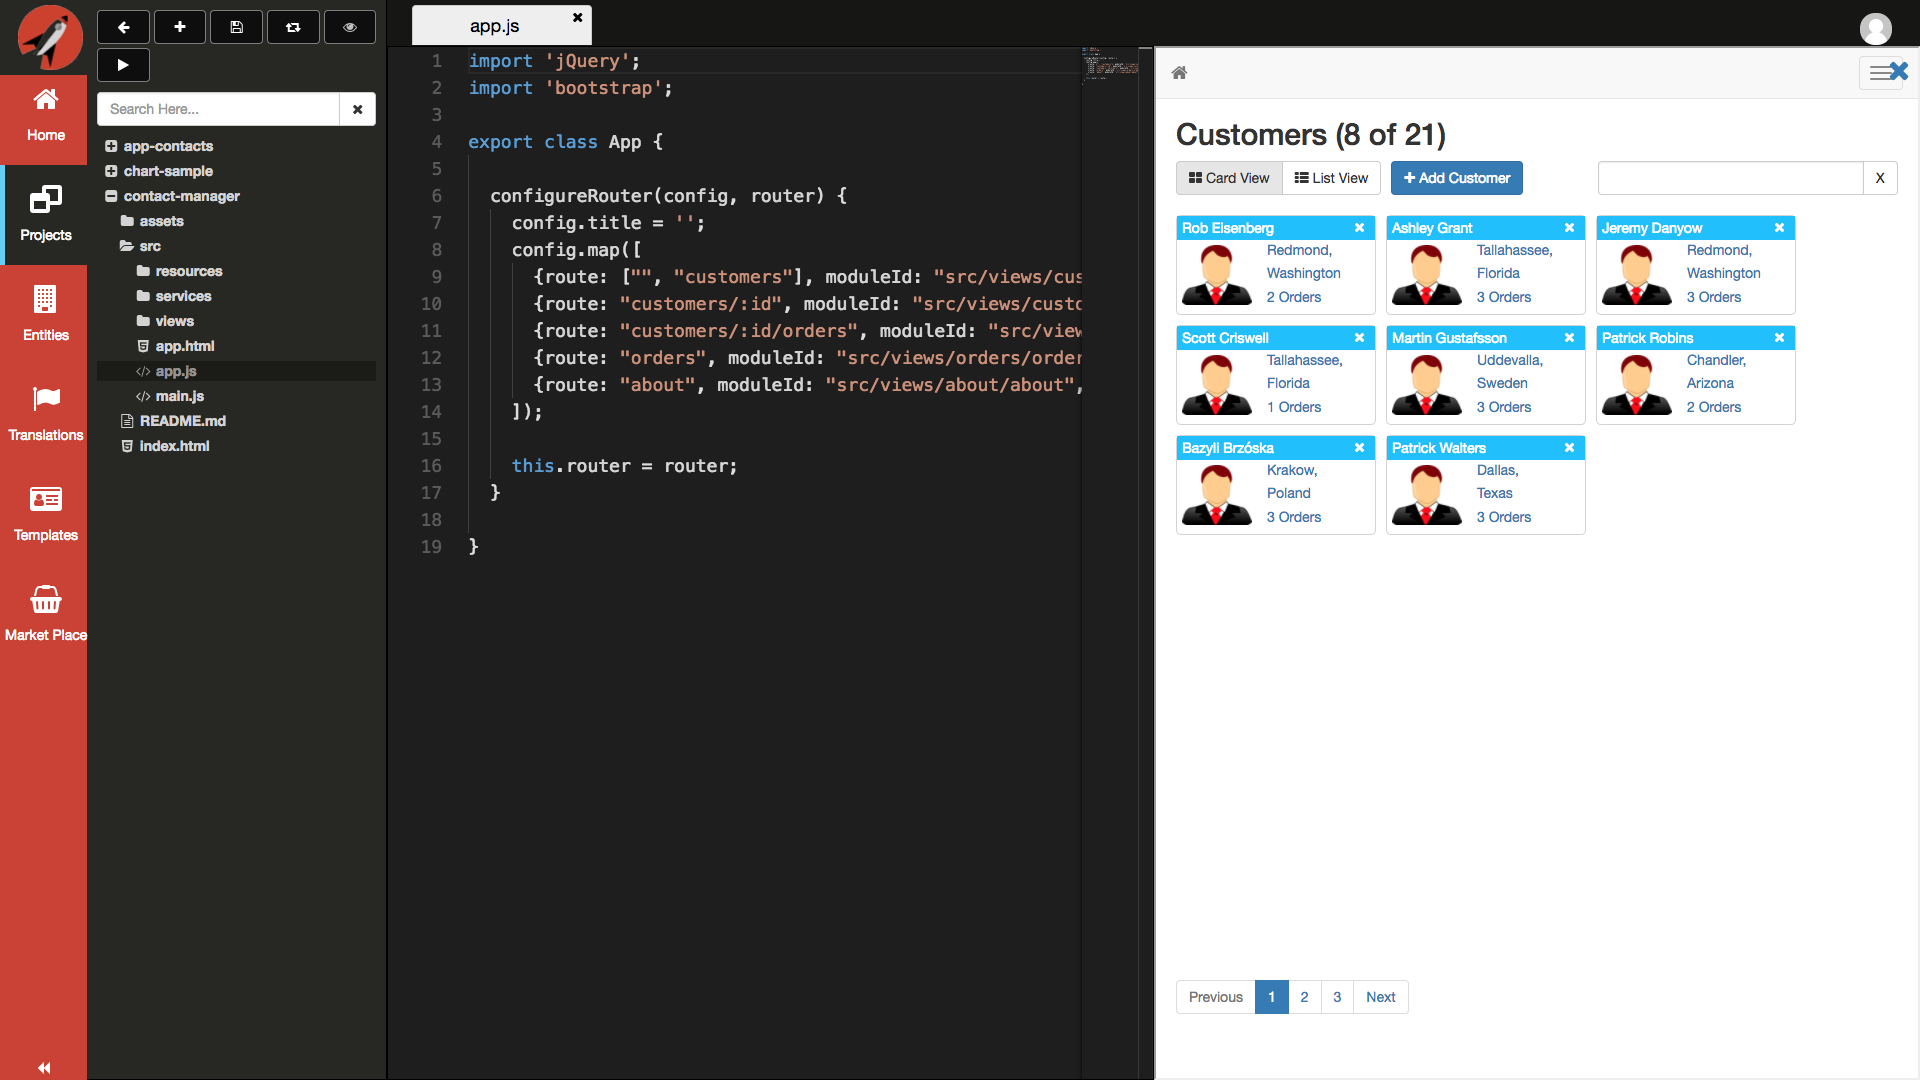 Home
Projects
Entities
Translations
Templates
Market Place
Search Here...
app-contacts
chart-sample
contact-manager
assets
src
resources
services
views
app.html
app.js
main.js
README.md
index.html
app.js
1 import 'jQuery';
2 import 'bootstrap';
3
4 export class App {
5
6 configureRouter(config, router) {
7 config.title = '';
8 config.map([
9 {route: ["", "customers"], moduleId: "src/views/cus
10 {route: "customers/:id", moduleId: "src/views/custo
11 {route: "customers/:id/orders", moduleId: "src/view
12 {route: "orders", moduleId: "src/views/orders/order
13 {route: "about", moduleId: "src/views/about/about",
14 ]);
15
16 this.router = router;
17 }
18
19 }
Customers (8 of 21)
Card View List View + Add Customer X
Rob Eisenberg
Redmond,
Washington
2 Orders
Ashley Grant
Tallahassee,
Florida
3 Orders
Jeremy Danyow
Redmond,
Washington
3 Orders
Scott Criswell
Tallahassee,
Florida
1 Orders
Martin Gustafsson
Uddevalla,
Sweden
3 Orders
Patrick Robins
Chandler,
Arizona
2 Orders
Bazyli Brzóska
Krakow,
Poland
3 Orders
Patrick Walters
Dallas,
Texas
3 Orders
Previous 1 2 3 Next